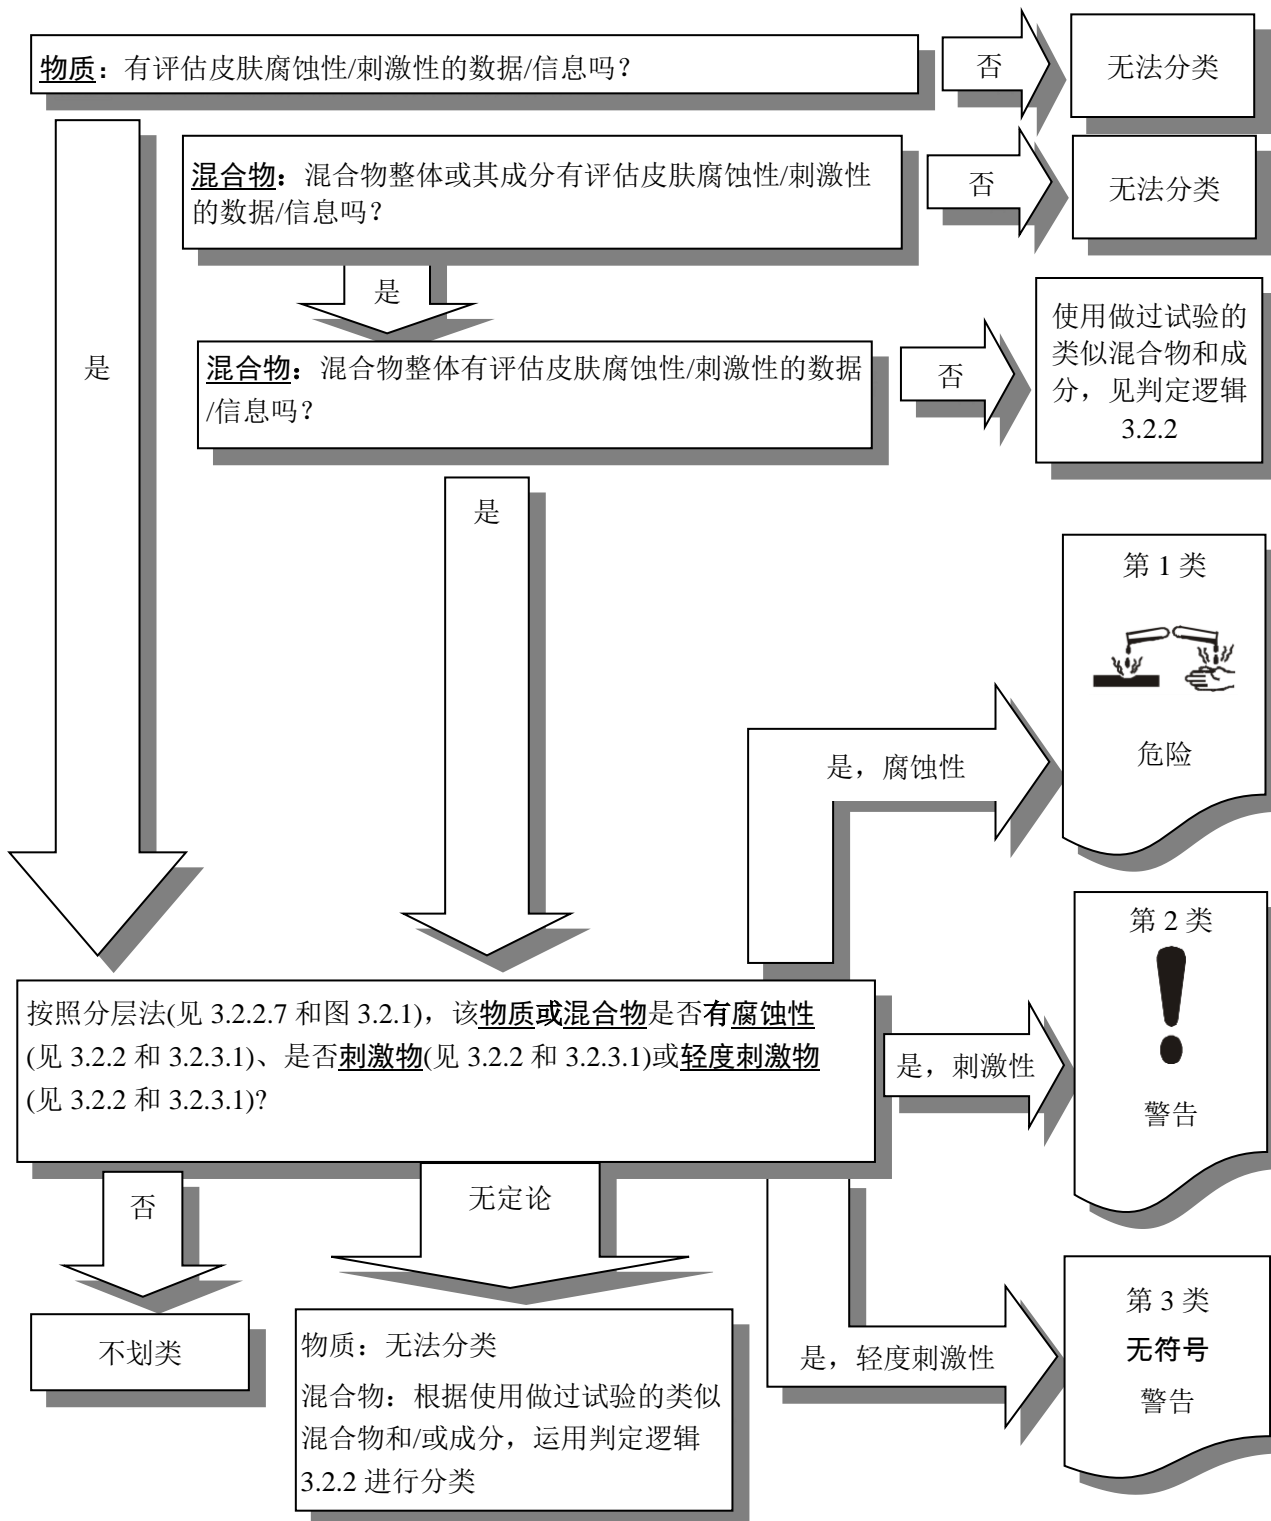 物质：有评估皮肤腐蚀性/刺激性的数据/信息吗？
否
无法分类
混合物：混合物整体或其成分有评估皮肤腐蚀性/刺激性
的数据/信息吗？
否
无法分类
是
是
混合物：混合物整体有评估皮肤腐蚀性/刺激性的数据
/信息吗？
否
使用做过试验的
类似混合物和成
分，见判定逻辑
3.2.2
是
第 1 类
危险
是，腐蚀性
第 2 类
警告
按照分层法(见 3.2.2.7 和图 3.2.1)，该物质或混合物是否有腐蚀性
(见 3.2.2 和 3.2.3.1)、是否刺激物(见 3.2.2 和 3.2.3.1)或轻度刺激物
(见 3.2.2 和 3.2.3.1)?
是，刺激性
否
无定论
不划类
物质：无法分类
混合物：根据使用做过试验的类似
混合物和/或成分，运用判定逻辑
3.2.2 进行分类
是，轻度刺激性
第 3 类
无符号
警告